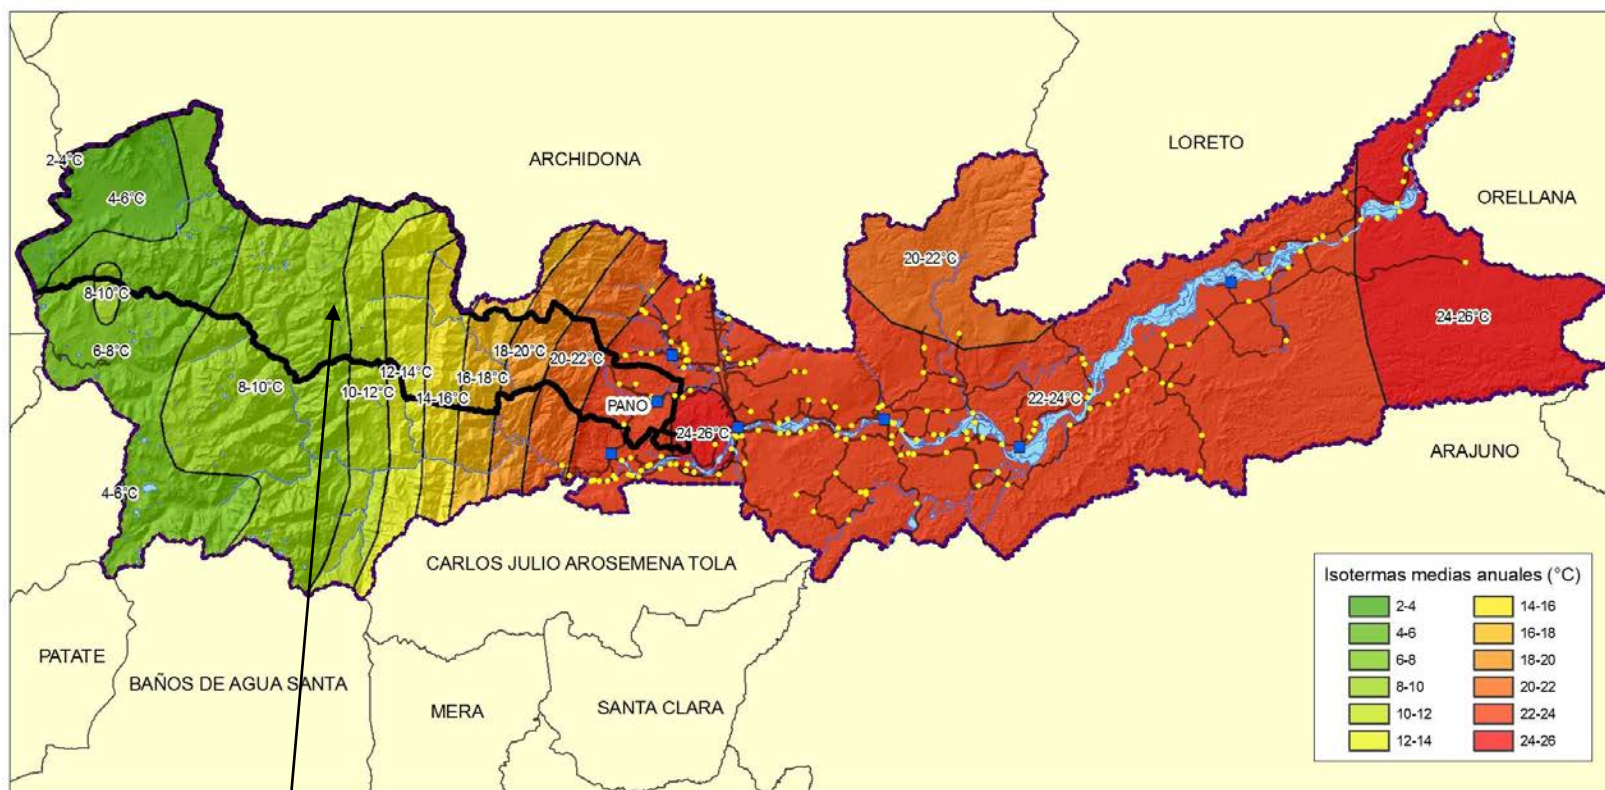 LORETO
ARCHIDONA
2-4°C
4-6°C
ORELLANA
20-22°C
8-10°C
24-26°C
6-8°C
18-20°C
20-22°C
12-14°C
16-18°C
8-10°C
10-12°C
14-16°C
22-24°C
PANO
24-26°C
ARAJUNO
4-6°C
CARLOS JULIO AROSEMENA TOLA
PATATE
BAÑOS DE AGUA SANTA
MERA
SANTA CLARA
Isotermas medias anuales (°C)
2-4
4-6
6-8
8-10
10-12
12-14
14-16
16-18
18-20
20-22
22-24
24-26